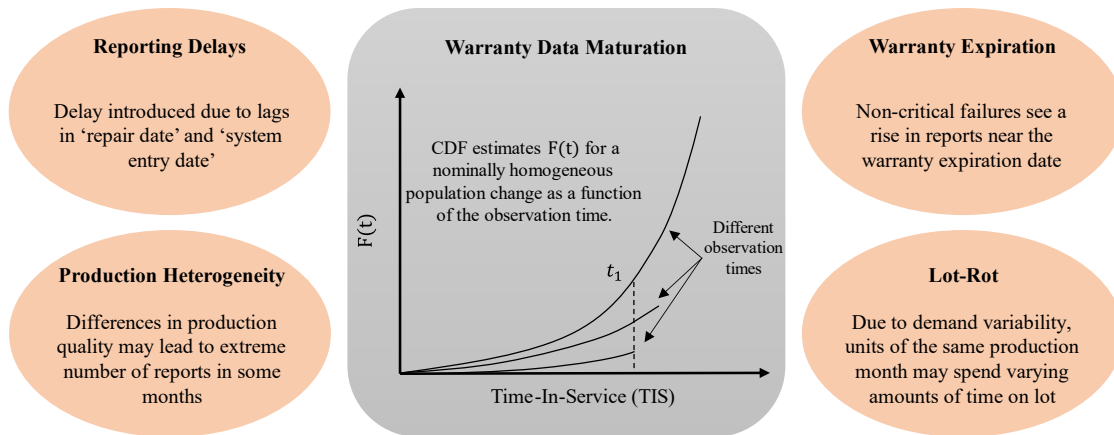 Reporting Delays
Delay introduced due to lags
in ‘repair date’ and ‘system
entry date’
Production Heterogeneity
Differences in production
quality may lead to extreme
number of reports in some
months
Warranty Data Maturation
CDF estimates F(t) for a
nominally homogeneous
population change as a function
of the observation time.
F(t)
Different
observation
times
t₁
Time-In-Service (TIS)
Warranty Expiration
Non-critical failures see a
rise in reports near the
warranty expiration date
Lot-Rot
Due to demand variability,
units of the same production
month may spend varying
amounts of time on lot